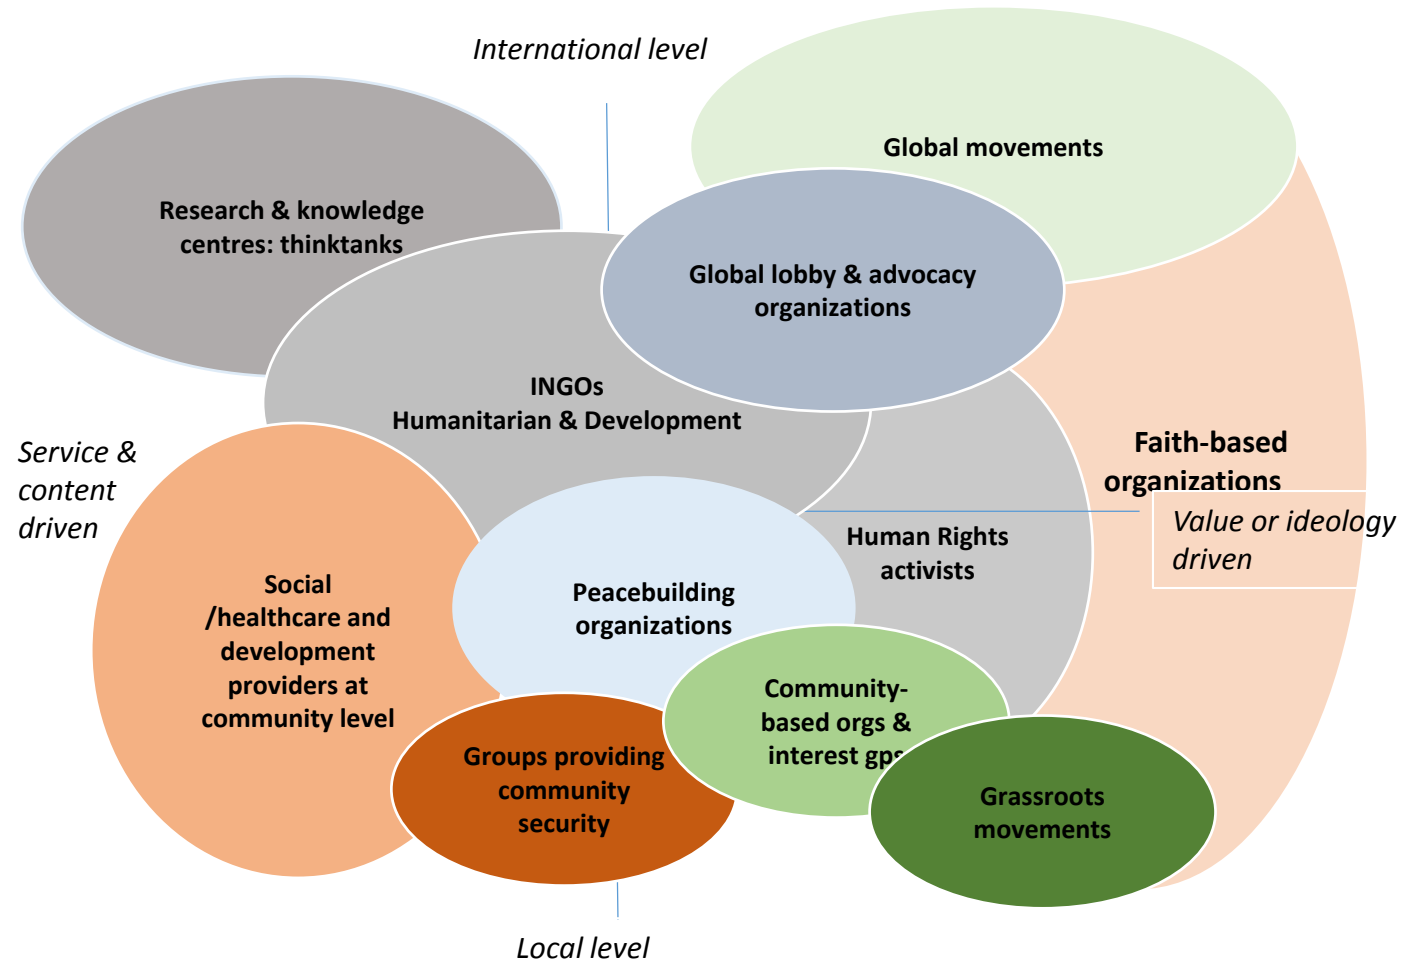 International level
Global movements
Research & knowledge
centres: thinktanks
Global lobby & advocacy
organizations
INGOs
Humanitarian & Development
Service &
content
driven
Faith-based
organizations
Value or ideology
driven
Human Rights
activists
Social
/healthcare and
development
providers at
community level
Peacebuilding
organizations
Community-
based orgs &
interest gps
Groups providing
community
security
Grassroots
movements
Local level